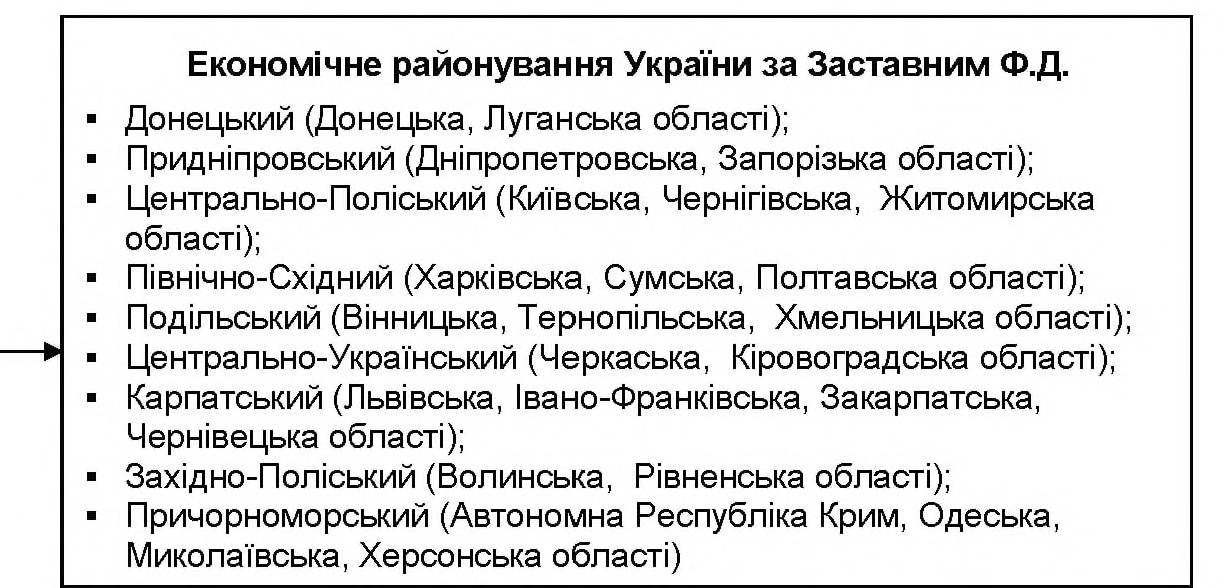 Економічне районування України за Заставним Ф.Д.
▪ Донецький (Донецька, Луганська області);
▪ Придніпровський (Дніпропетровська, Запорізька області);
▪ Центрально-Поліський (Київська, Чернігівська, Житомирська
області);
▪ Північно-Східний (Харківська, Сумська, Полтавська області);
▪ Подільський (Вінницька, Тернопільська, Хмельницька області);
▪ Центрально-Український (Черкаська, Кіровоградська області);
▪ Карпатський (Львівська, Івано-Франківська, Закарпатська,
Чернівецька області);
▪ Західно-Поліський (Волинська, Рівненська області);
▪ Причорноморський (Автономна Республіка Крим, Одеська,
Миколаївська, Херсонська області)